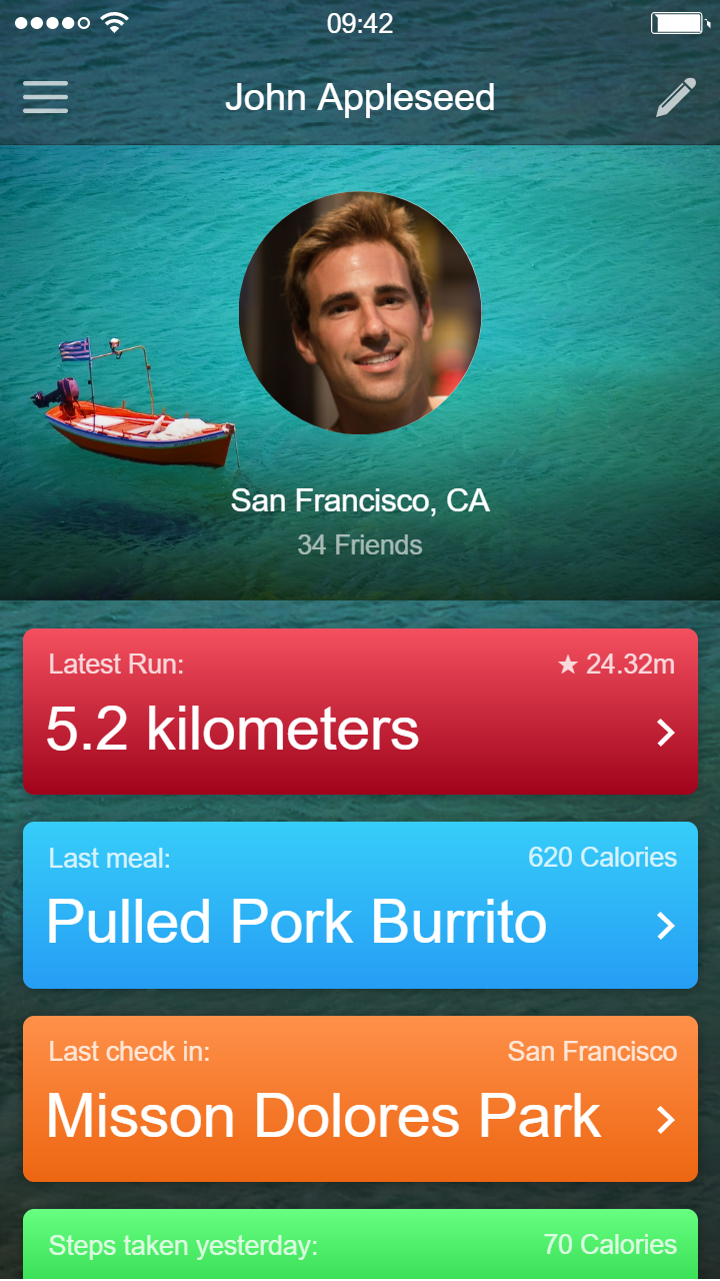 09:42
John Appleseed
San Francisco, CA
34 Friends
Latest Run:
★ 24.32m
5.2 kilometers
Last meal:
620 Calories
Pulled Pork Burrito
Last check in:
San Francisco
Misson Dolores Park
Steps taken yesterday:
70 Calories